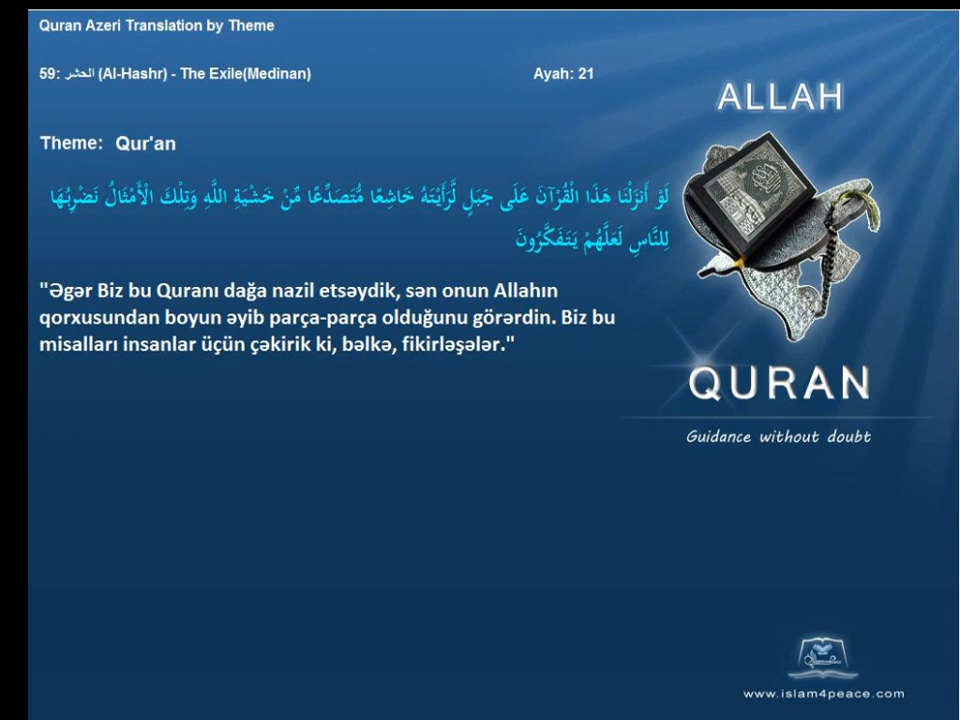 Quran Azeri Translation by Theme
59: الحشر (Al-Hashr) - The Exile(Medinan)
Ayah: 21
ALLAH
Theme: Qur'an
لَوْ أَنزَلْنَا هَذَا الْقُرْآنَ عَلَى جَبَلٍ لَّرَأَيْتَهُ خَاشِعًا مُّتَصَدِّعًا مِّنْ خَشْيَةِ اللَّهِ وَتِلْكَ الْأَمْثَالُ نَضْرِبُهَا
لِلنَّاسِ لَعَلَّهُمْ يَتَفَكَّرُونَ
"Əgər Biz bu Quranı dağa nazil etsəydik, sən onun Allahın
qorxusundan boyun əyib parça-parça olduğunu görərdin. Biz bu
misalları insanlar üçün çəkirik ki, bəlkə, fikirləşələr."
QURAN
Guidance without doubt
www.islam4peace.com